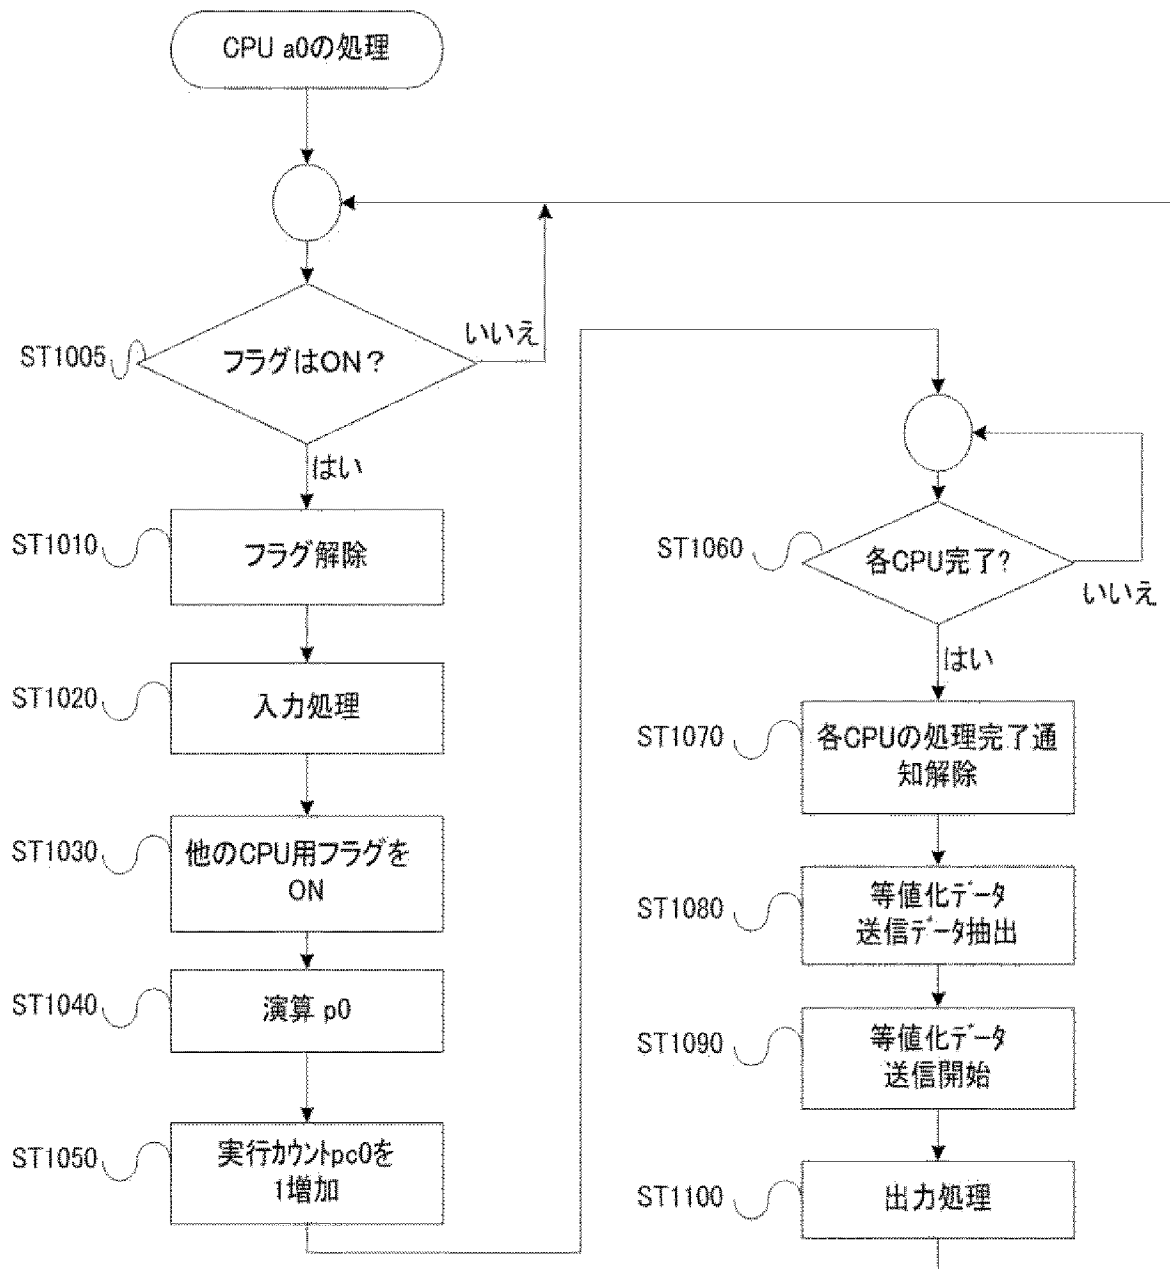 CPU a0の処理
ST1005
フラグはON？
いいえ
はい
ST1010
フラグ解除
ST1020
入力処理
ST1030
他のCPU用フラグを
ON
ST1040
演算 p0
ST1050
実行ｶｳﾝﾄpc0を
1増加
ST1060
各CPU完了?
いいえ
はい
ST1070
各CPUの処理完了通
知解除
ST1080
等値化ﾃﾞｰﾀ
送信ﾃﾞｰﾀ抽出
ST1090
等値化ﾃﾞｰﾀ
送信開始
ST1100
出力処理